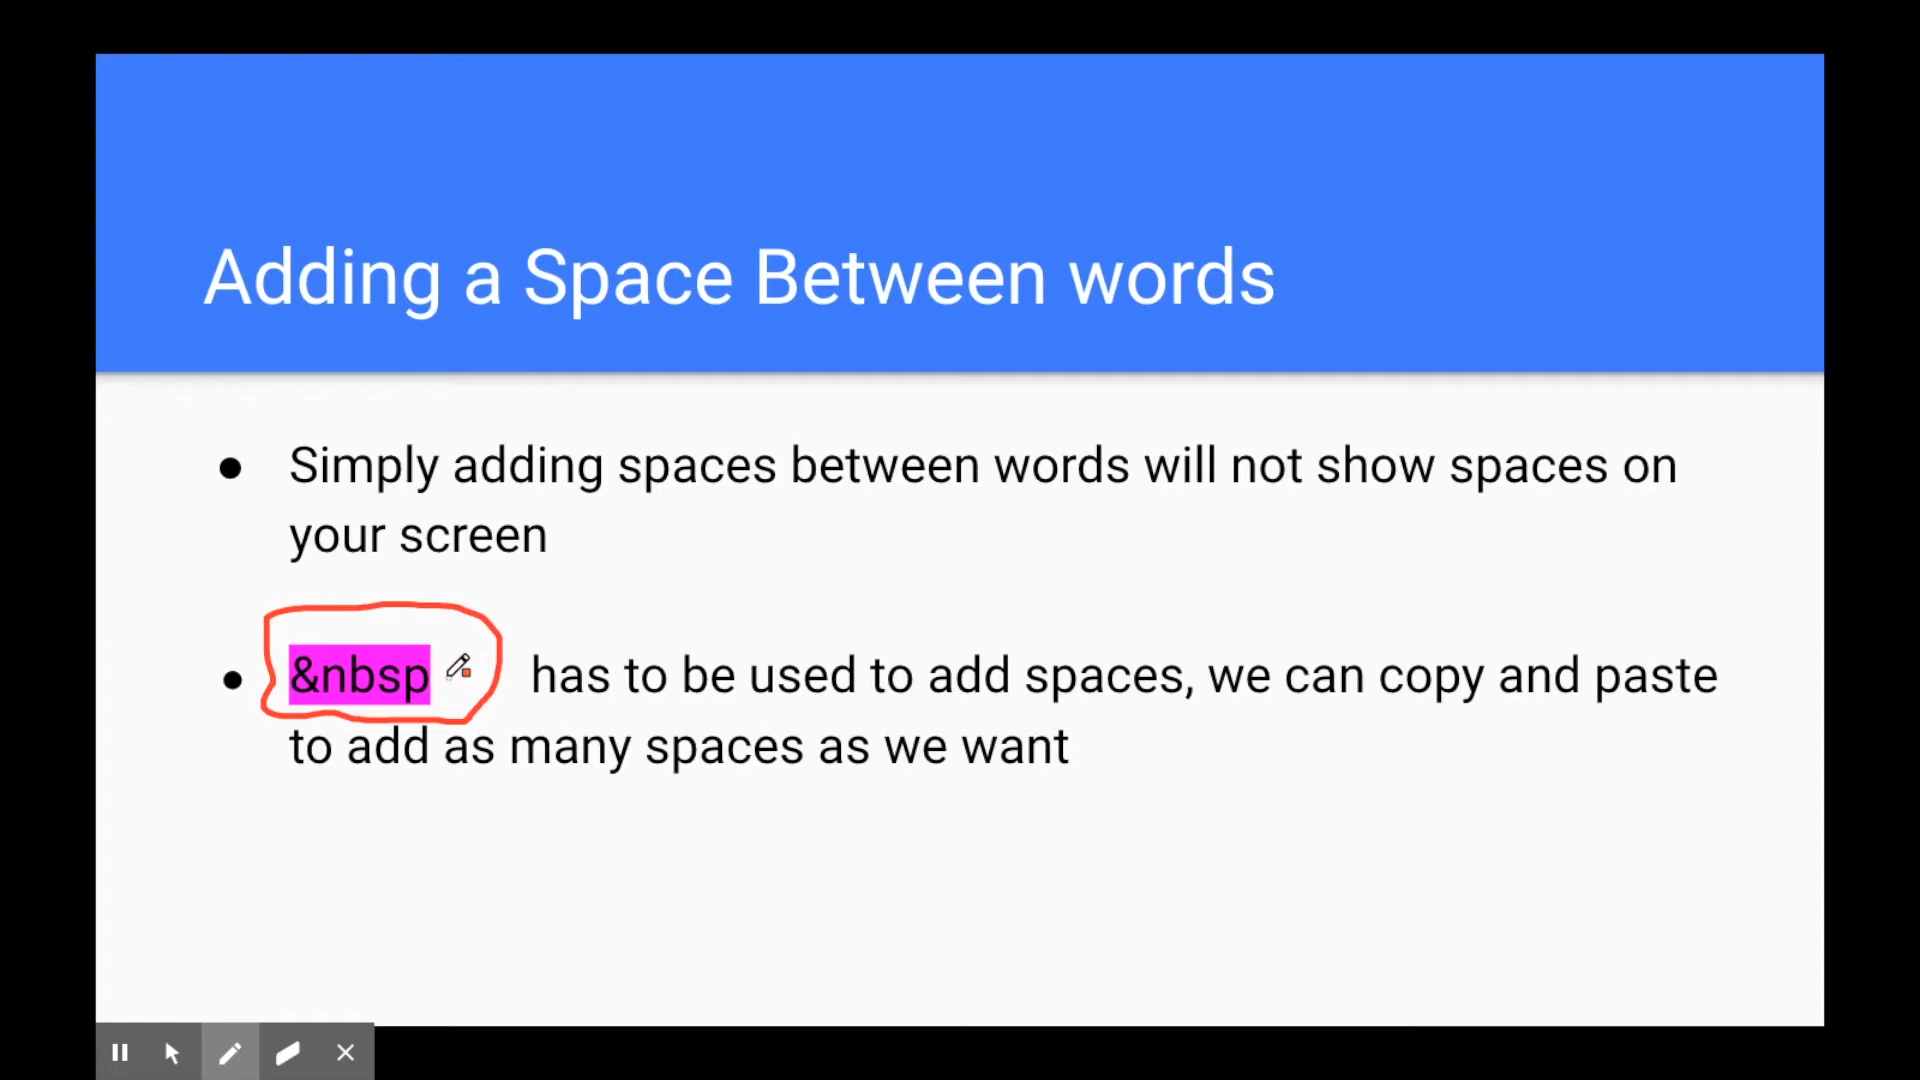 Adding a Space Between words
● Simply adding spaces between words will not show spaces on
your screen
● &nbsp has to be used to add spaces, we can copy and paste
to add as many spaces as we want